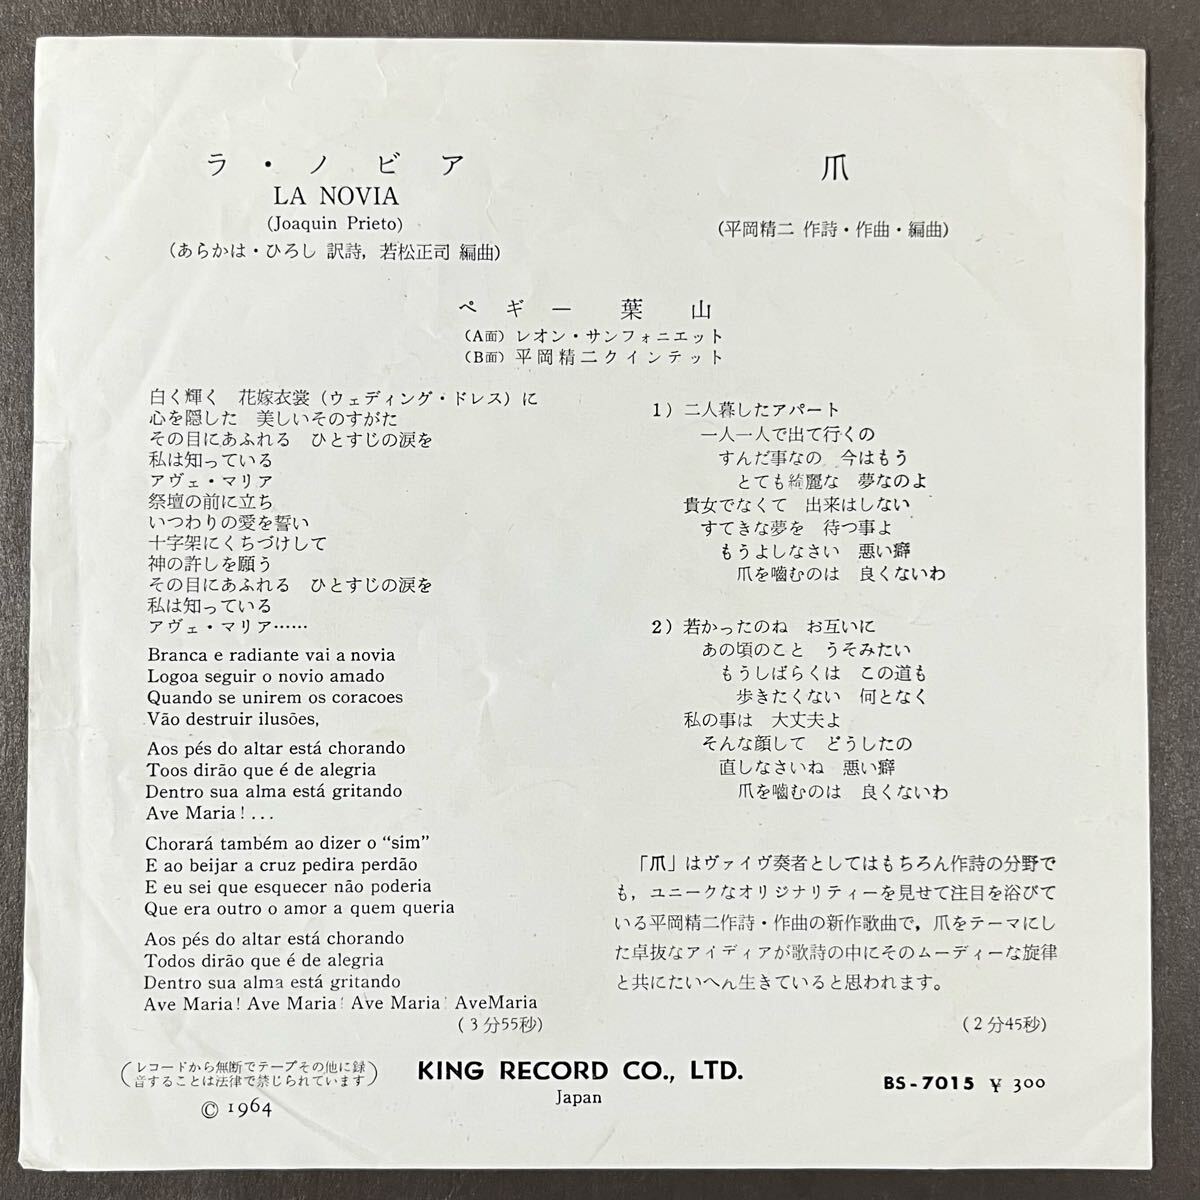 ラ・ノビア
LA NOVIA
(Joaquin Prieto)
(あらかは・ひろし 訳詩, 若松正司 編曲)
爪
(平岡精二 作詩・作曲・編曲)
ペギー 葉山
(A面) レオン・サンフォニエット
(B面) 平岡精二クインテット
白く輝く 花嫁衣裳 (ウェディング・ドレス) に
心を隠した 美しいそのすがた
その目にあふれる ひとすじの涙を
私は知っている
アヴェ・マリア
祭壇の前に立ち
いつわりの愛を誓い
十字架にくちづけして
神の許しを願う
その目にあふれる ひとすじの涙を
私は知っている
アヴェ・マリア……
Branca e radiante vai a novia
Logoa seguir o novio amado
Quando se unirem os coracoes
Vão destruir ilusões,
Aos pés do altar está chorando
Toos dirão que é de alegria
Dentro sua alma está gritando
Ave Maria! ...
Chorará também ao dizer o “sim”
E ao beijar a cruz pedira perdão
E eu sei que esquecer não poderia
Que era outro o amor a quem queria
Aos pés do altar está chorando
Todos dirão que é de alegria
Dentro sua alma está gritando
Ave Maria! Ave Maria! Ave Maria! AveMaria
(3分55秒)
1) 二人暮したアパート
一人一人で出て行くの
すんだ事なの 今はもう
とても綺麗な 夢なのよ
貴女でなくて 出来はしない
すてきな夢を 待つ事よ
もうよしなさい 悪い癖
爪を嚙むのは 良くないわ
2) 若かったのね お互いに
あの頃のこと うそみたい
もうしばらくは この道も
歩きたくない 何となく
私の事は 大丈夫よ
そんな顔して どうしたの
直しなさいね 悪い癖
爪を嚙むのは 良くないわ
「爪」はヴァイヴ奏者としてはもちろん作詩の分野で
も, ユニークなオリジナリティーを見せて注目を浴びて
いる平岡精二作詩・作曲の新作歌曲で, 爪をテーマにし
た卓抜なアイディアが歌詩の中にそのムーディーな旋律
と共にたいへん生きていると思われます。
(2分45秒)
(レコードから無断でテープその他に録
音することは法律で禁じられています)
© 1964
KING RECORD CO., LTD.
Japan
BS-7015 ¥ 300